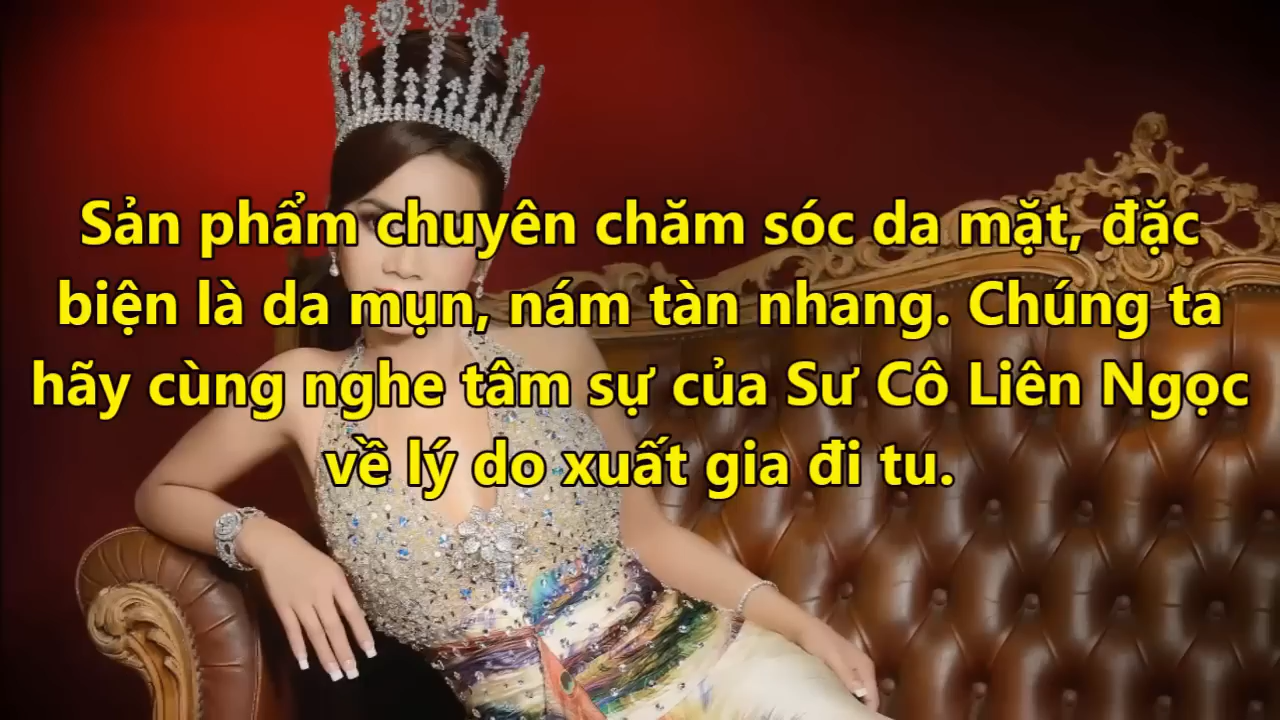 Sản phẩm chuyên chăm sóc da mặt, đặc
biện là da mụn, nám tàn nhang. Chúng ta
hãy cùng nghe tâm sự của Sư Cô Liên Ngọc
về lý do xuất gia đi tu.